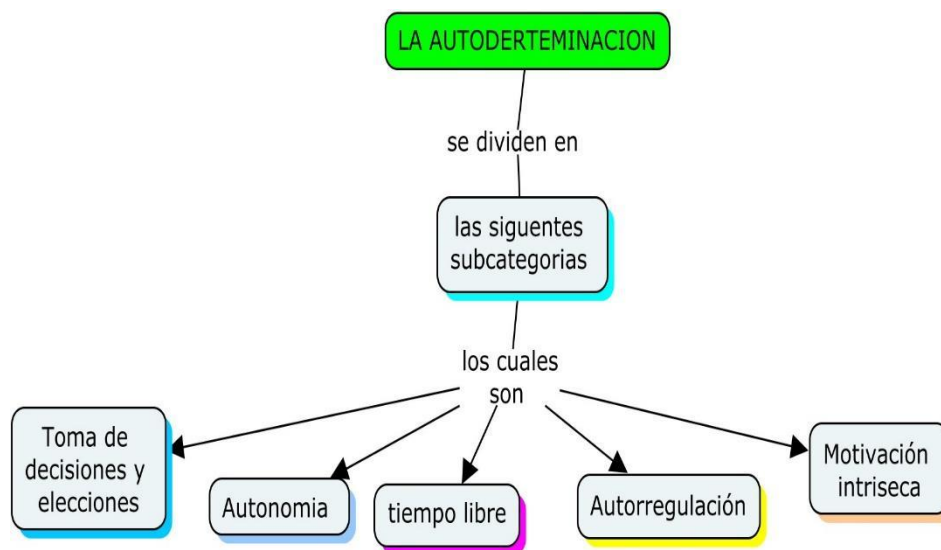 LA AUTODERTEMINACION
se dividen en
las siguentes
subcategorias
los cuales
son
Toma de
decisiones y
elecciones
Autonomia
tiempo libre
Autorregulación
Motivación
intriseca